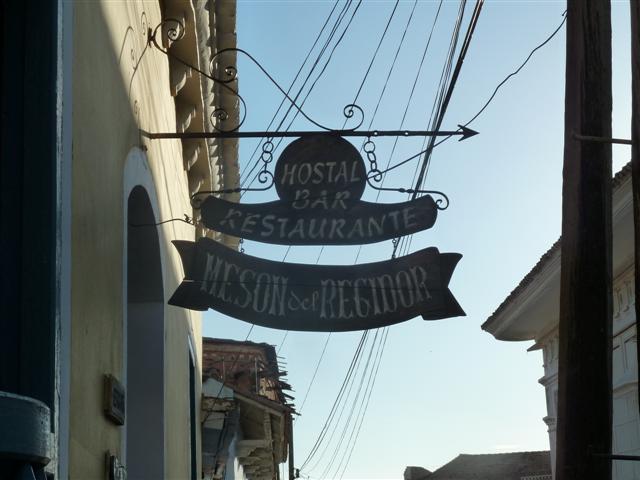 HOSTAL
BAR
RESTAURANTE
MESON del REGIDOR